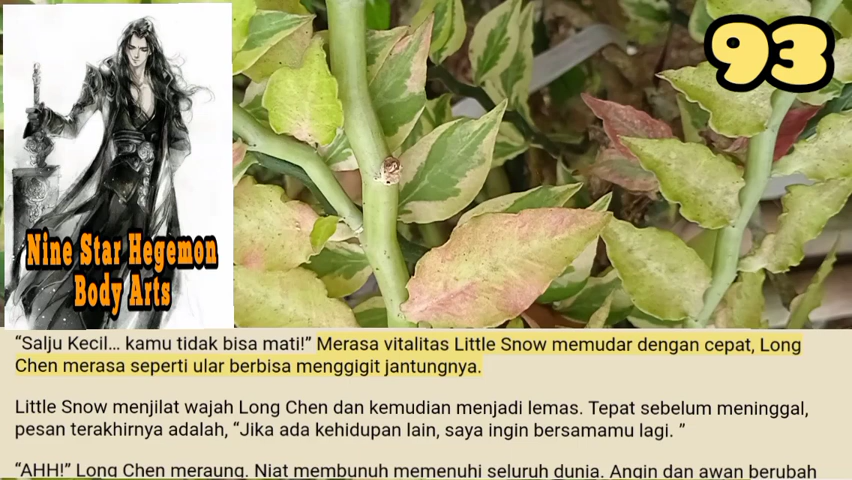 93
Nine Star Hegemon
Body Arts
“Salju Kecil… kamu tidak bisa mati!” Merasa vitalitas Little Snow memudar dengan cepat, Long
Chen merasa seperti ular berbisa menggigit jantungnya.
Little Snow menjilat wajah Long Chen dan kemudian menjadi lemas. Tepat sebelum meninggal,
pesan terakhirnya adalah, “Jika ada kehidupan lain, saya ingin bersamamu lagi. ”
“AHH!” Long Chen meraung. Niat membunuh memenuhi seluruh dunia. Angin dan awan berubah